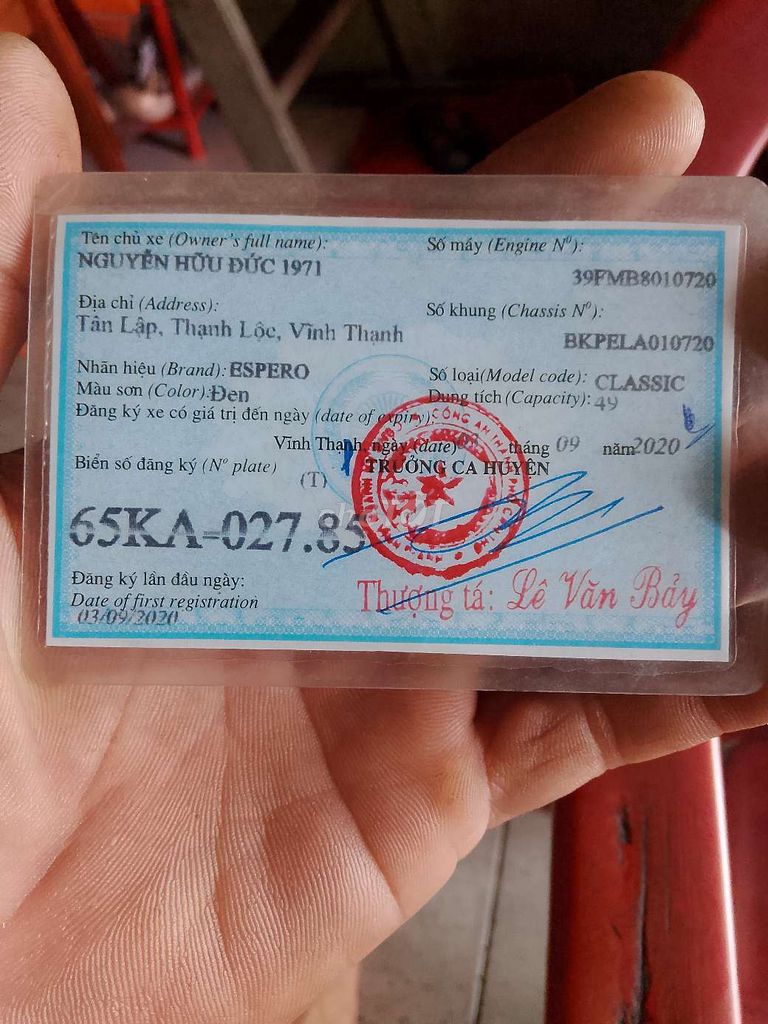 Tên chủ xe (Owner's full name):
NGUYỄN HỮU ĐỨC 1971
Số máy (Engine Nº):
39FMB8010720
Địa chỉ (Address):
Tân Lập, Thạnh Lộc, Vĩnh Thạnh
Số khung (Chassis Nº):
BKPELA010720
Nhãn hiệu (Brand): ESPERO
Số loại(Model code): CLASSIC
Màu sơn (Color): Đen
Dung tích (Capacity): 49
Đăng ký xe có giá trị đến ngày (date of expiry):
Vĩnh Thạnh, ngày (date) 03 tháng 09 năm 2020
Biển số đăng ký (Nº plate)
(T)
TRƯỞNG CA HUYỆN
65KA-027.85
Đăng ký lần đầu ngày:
Date of first registration
03/09/2020
Thượng tá: Lê Văn Bảy